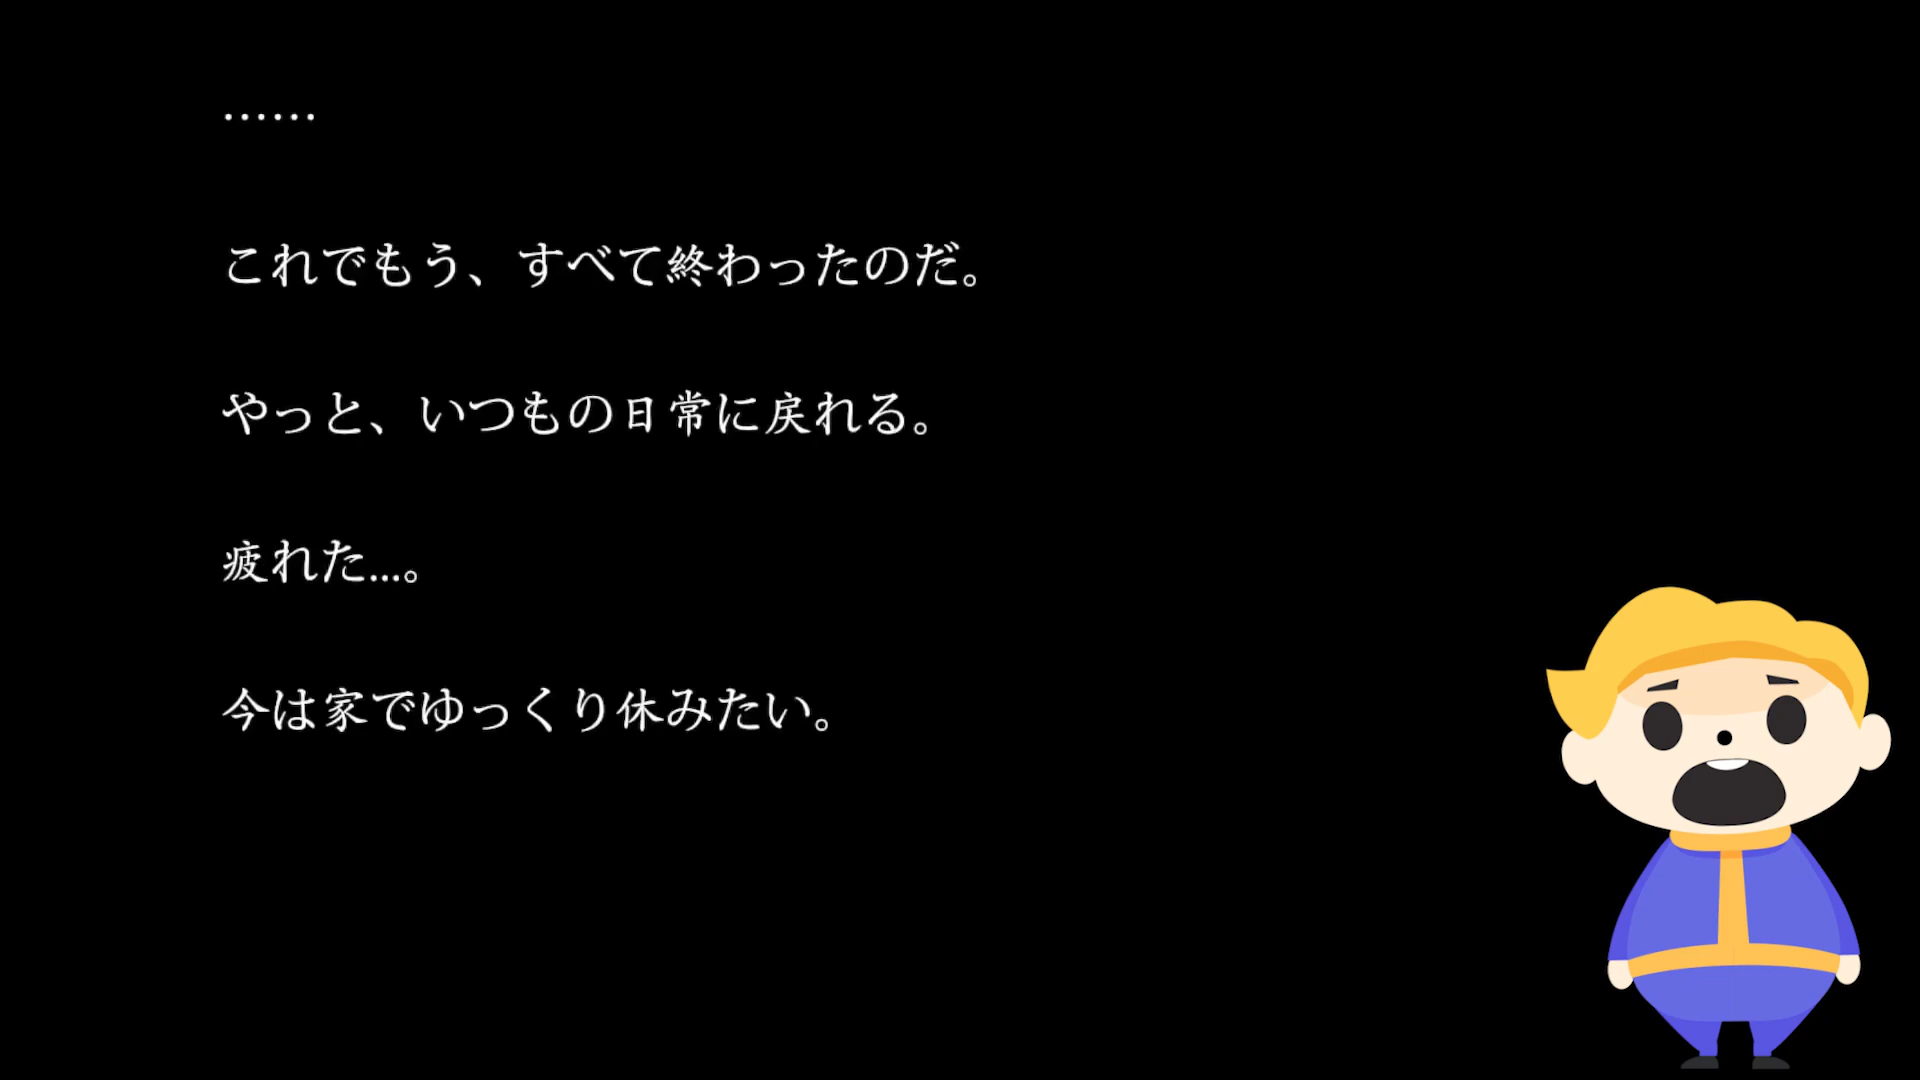 ……
これでもう、すべて終わったのだ。
やっと、いつもの日常に戻れる。
疲れた...。
今は家でゆっくり休みたい。